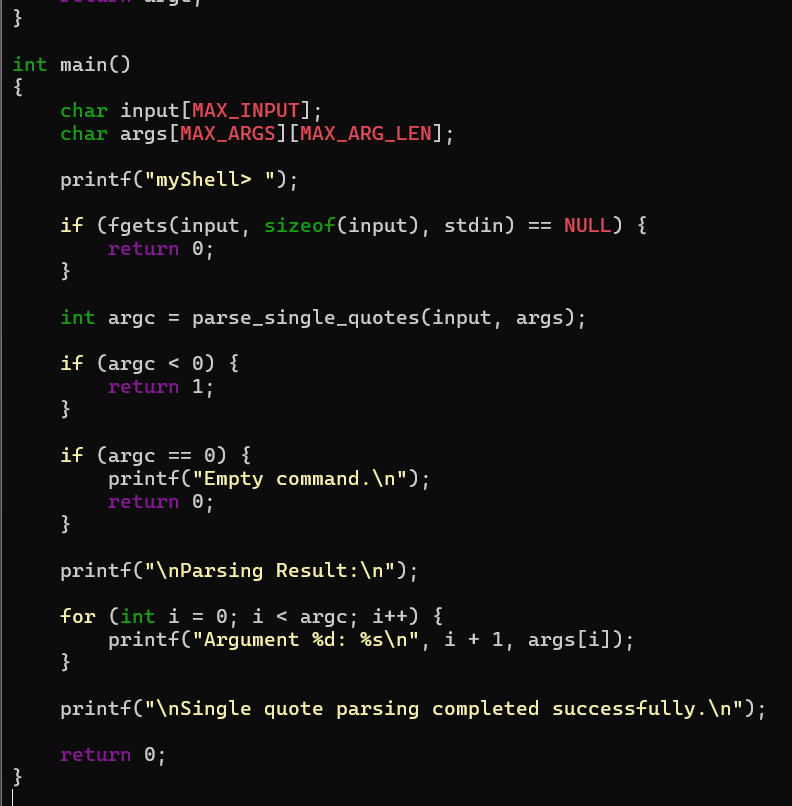 }
int main()
{
    char input[MAX_INPUT];
    char args[MAX_ARGS][MAX_ARG_LEN];
    printf("myShell> ");
    if (fgets(input, sizeof(input), stdin) == NULL) {
        return 0;
    }
    int argc = parse_single_quotes(input, args);
    if (argc < 0) {
        return 1;
    }
    if (argc == 0) {
        printf("Empty command.\n");
        return 0;
    }
    printf("\nParsing Result:\n");
    for (int i = 0; i < argc; i++) {
        printf("Argument %d: %s\n", i + 1, args[i]);
    }
    printf("\nSingle quote parsing completed successfully.\n");
    return 0;
}